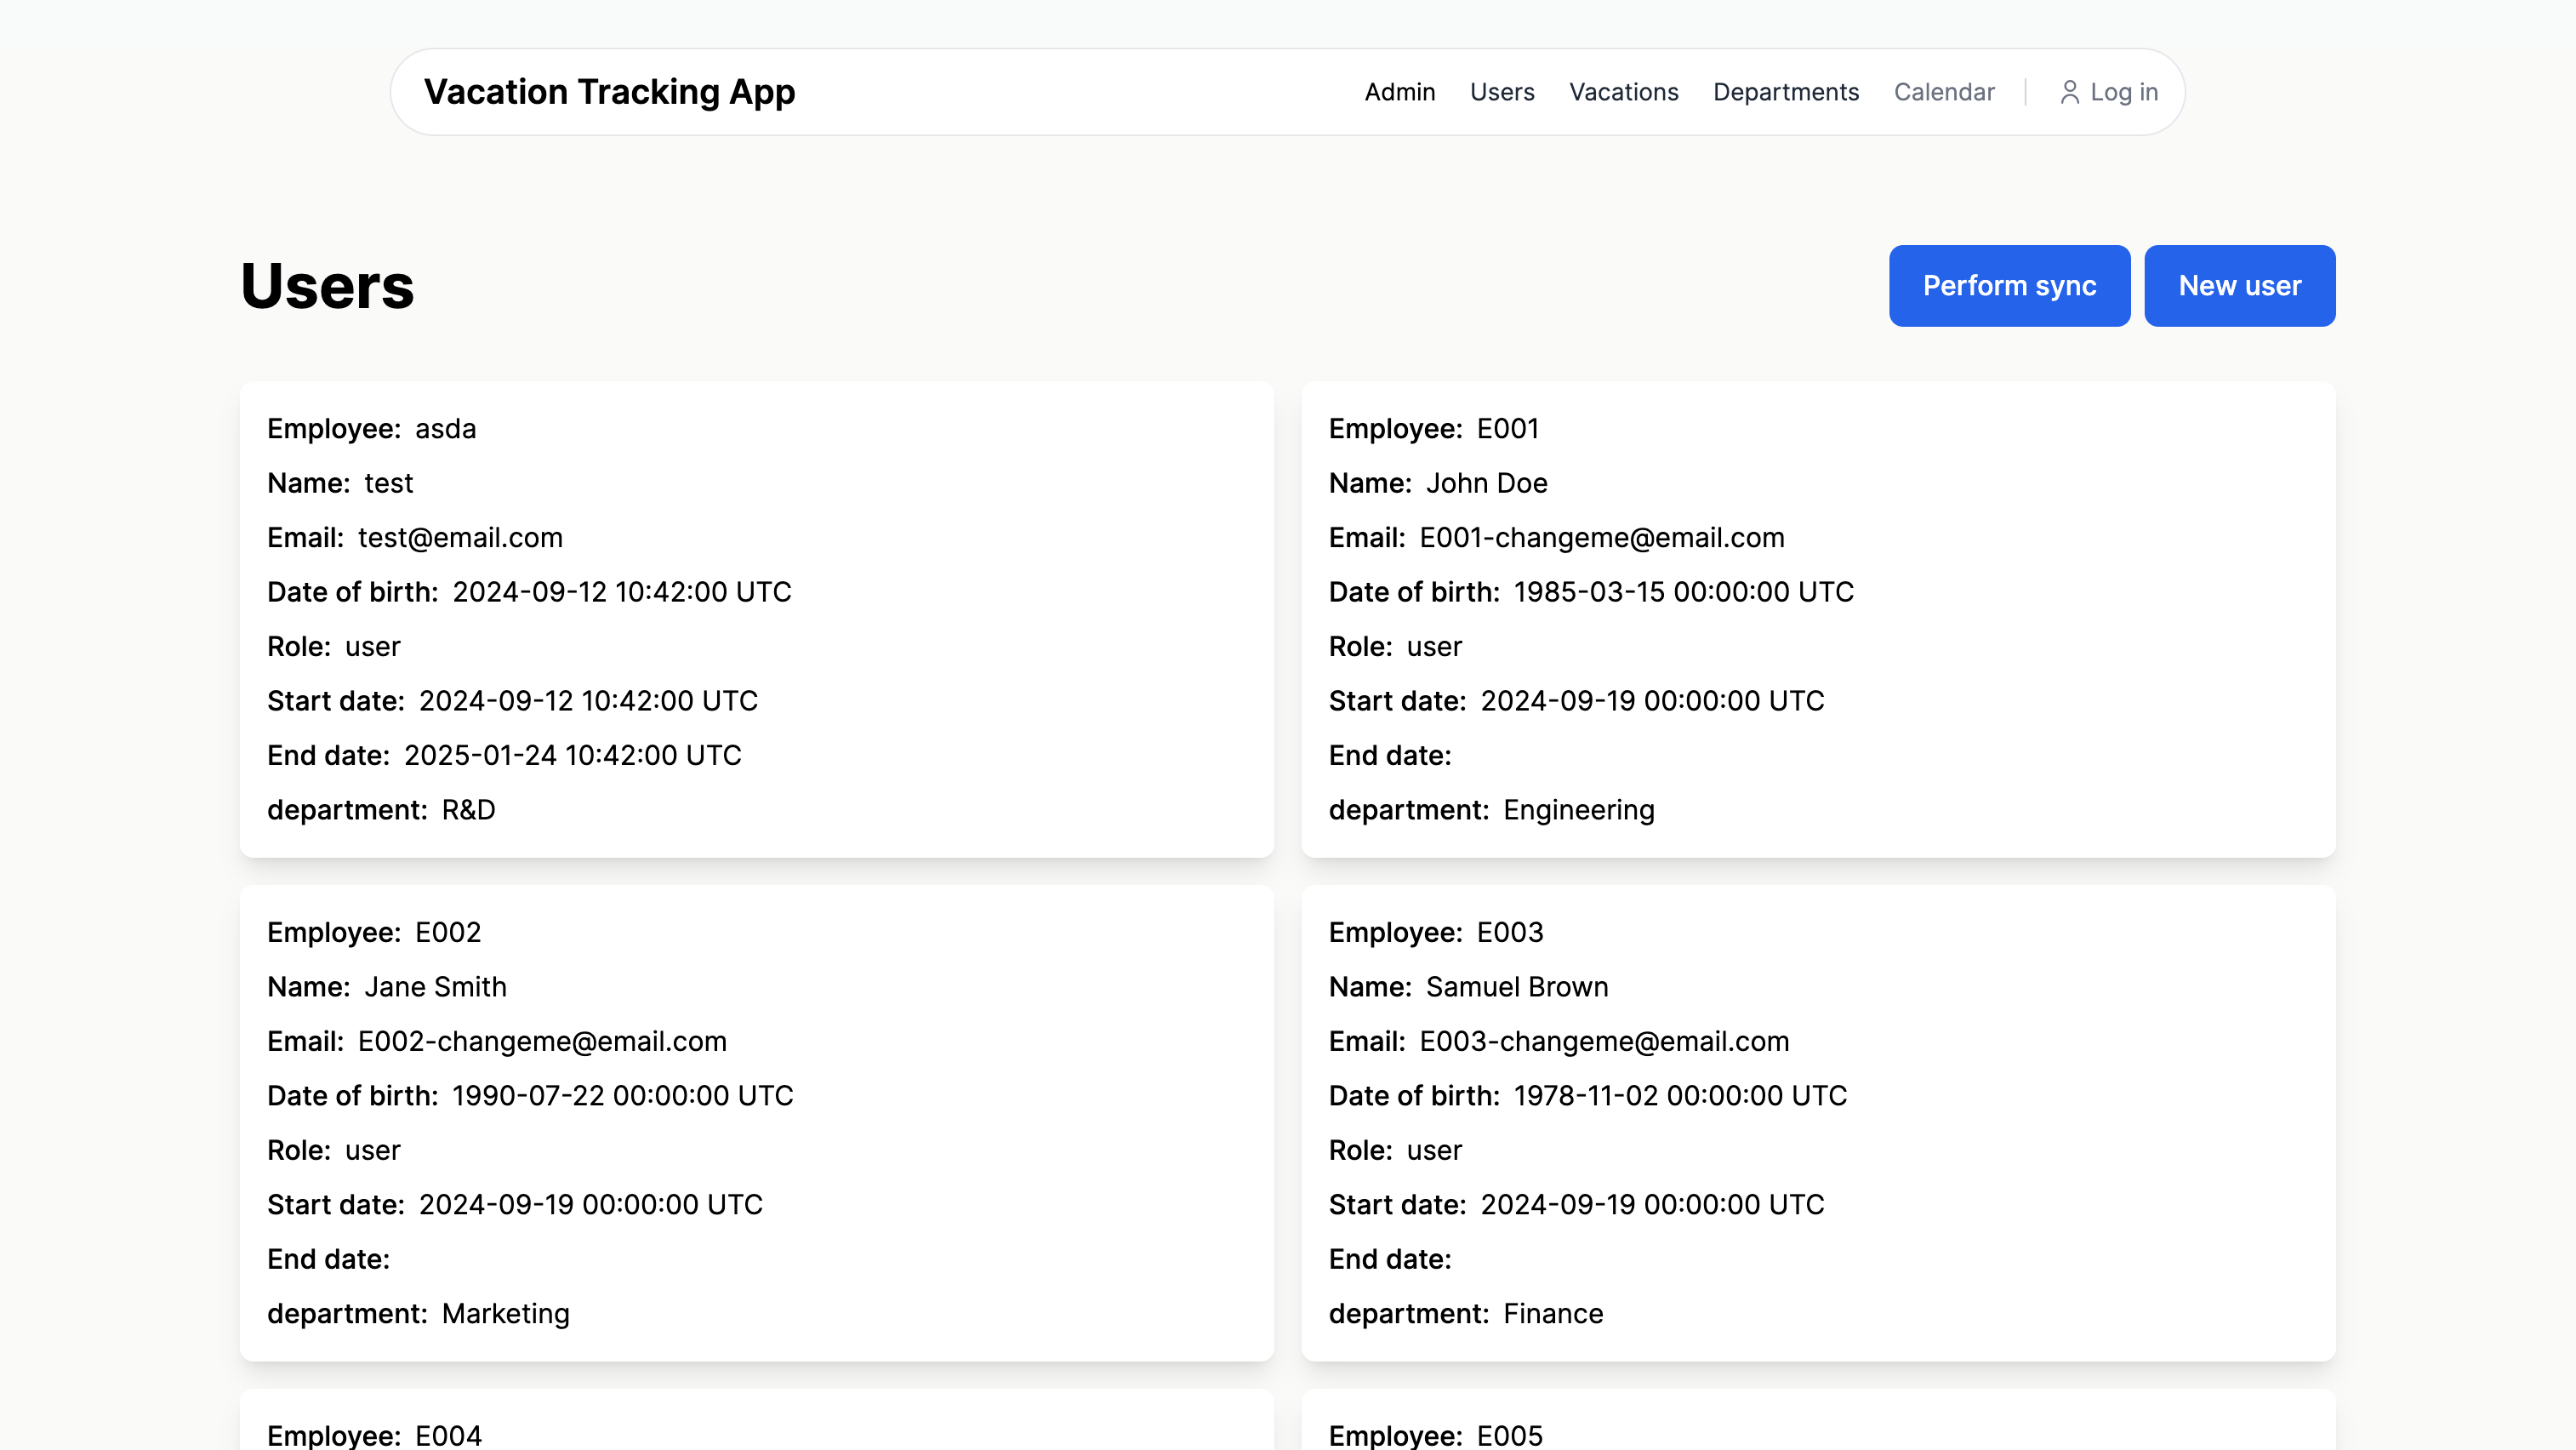 Vacation Tracking App
Admin Users Vacations Departments Calendar Log in
Users
Perform sync New user
Employee: asda
Name: test
Email: test@email.com
Date of birth: 2024-09-12 10:42:00 UTC
Role: user
Start date: 2024-09-12 10:42:00 UTC
End date: 2025-01-24 10:42:00 UTC
department: R&D
Employee: E001
Name: John Doe
Email: E001-changeme@email.com
Date of birth: 1985-03-15 00:00:00 UTC
Role: user
Start date: 2024-09-19 00:00:00 UTC
End date:
department: Engineering
Employee: E002
Name: Jane Smith
Email: E002-changeme@email.com
Date of birth: 1990-07-22 00:00:00 UTC
Role: user
Start date: 2024-09-19 00:00:00 UTC
End date:
department: Marketing
Employee: E003
Name: Samuel Brown
Email: E003-changeme@email.com
Date of birth: 1978-11-02 00:00:00 UTC
Role: user
Start date: 2024-09-19 00:00:00 UTC
End date:
department: Finance
Employee: E004
Employee: E005